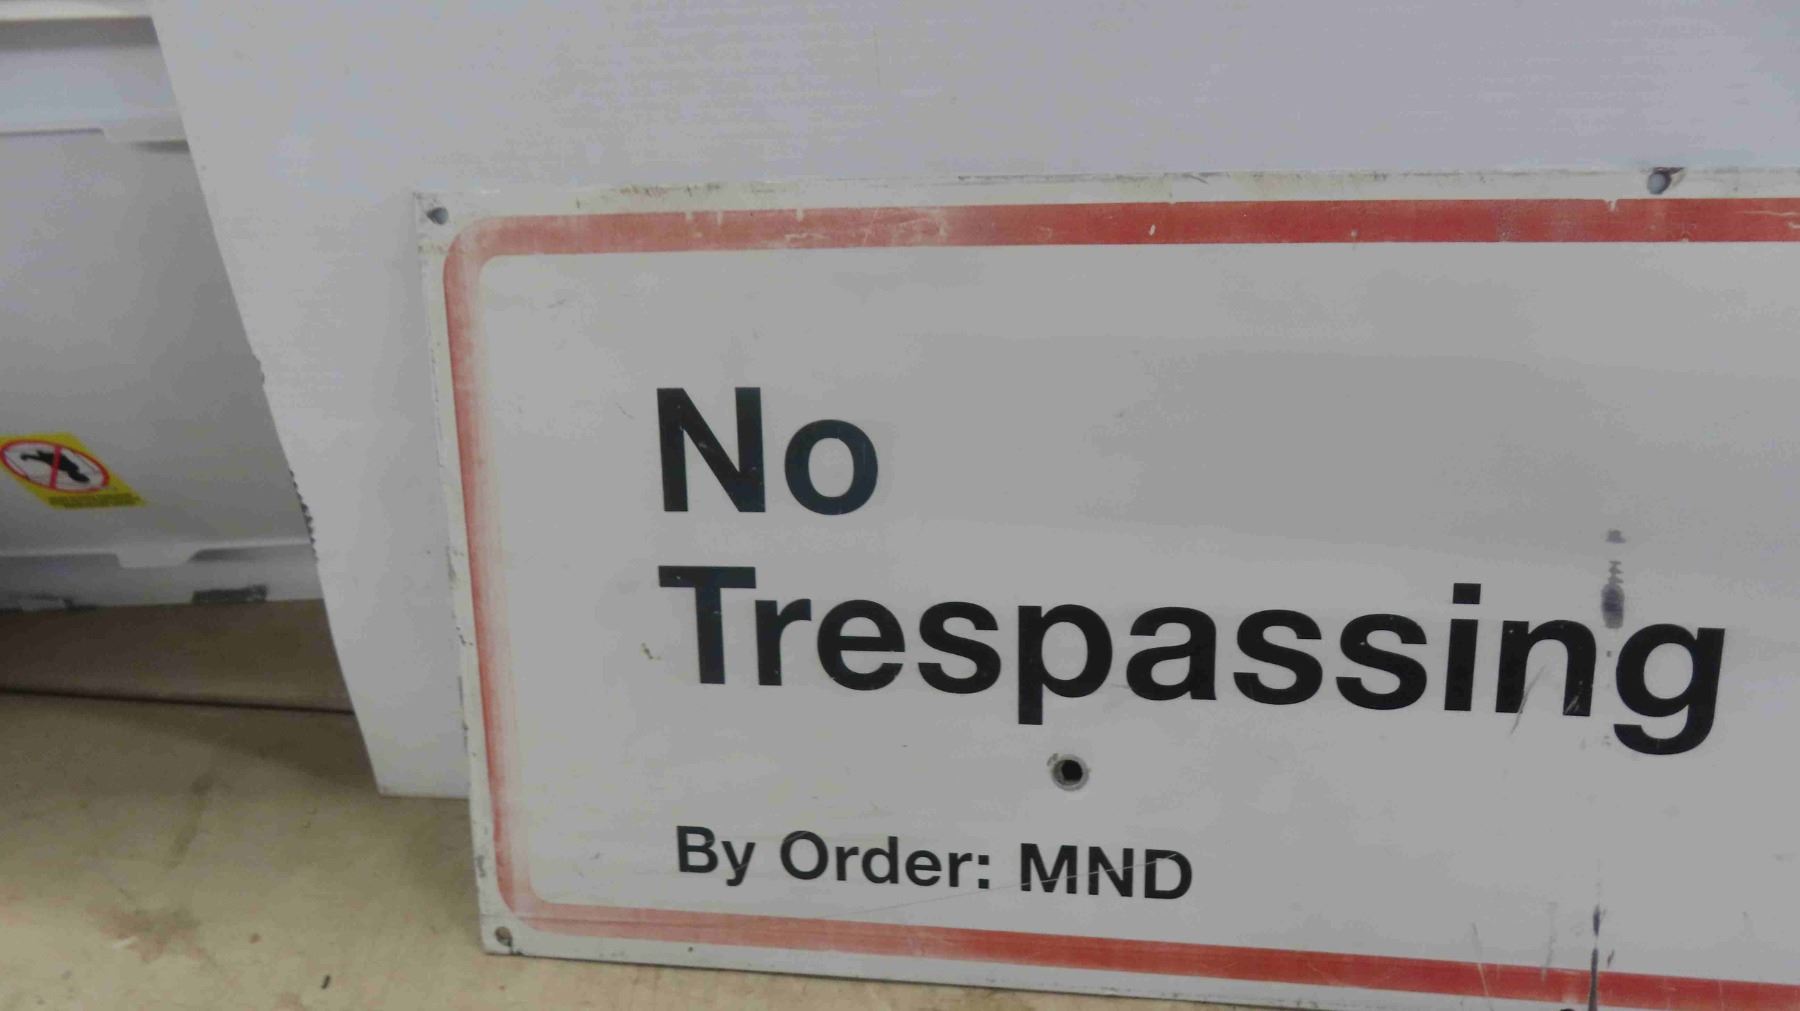 No
Trespassing
By Order: MND